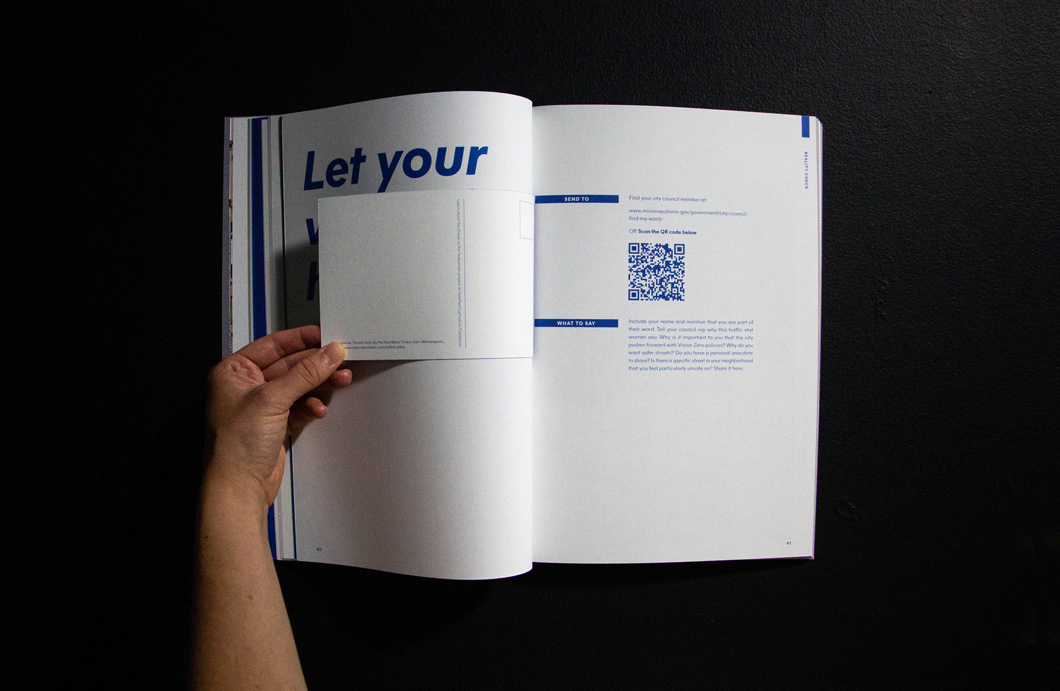 Let your
SEND TO
Find your city council member at:
www.minneapolismn.gov/government/city-council/
find-my-ward/
OR Scan the QR code below
WHAT TO SAY
Include your name and mention that you are part of
their ward. Tell your council rep why this traffic stat
worries you. Why is it important to you that the city
pushes forward with Vision Zero policies? Why do you
want safer streets? Do you have a personal anecdote
to share? Is there a specific street in your neighborhood
that you feel particularly unsafe on? Share it here.
REALITY CHECK